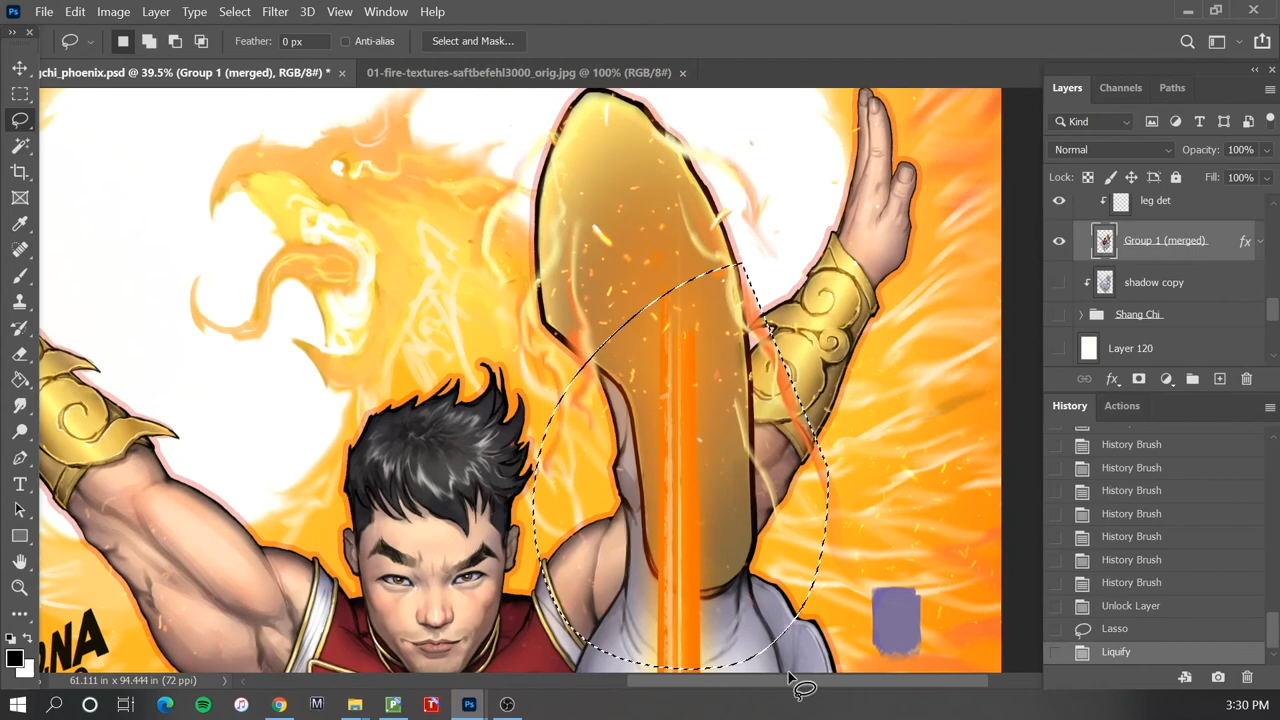 Ps File Edit Image Layer Type Select Filter 3D View Window Help
Feather: 0 px Anti-alias Select and Mask...
gchi_phoenix.psd @ 39.5% (Group 1 (merged), RGB/8#) *
01-fire-textures-saftbefehl3000_orig.jpg @ 100% (RGB/8#)
Layers Channels Paths
Kind
Normal Opacity: 100%
Lock: Fill: 100%
leg det
Group 1 (merged) fx
shadow copy
Shang Chi
Layer 120
fx
History Actions
History Brush
History Brush
History Brush
History Brush
History Brush
History Brush
History Brush
Unlock Layer
Lasso
Liquify
NA
61.111 in x 94.444 in (72 ppi)
3:30 PM